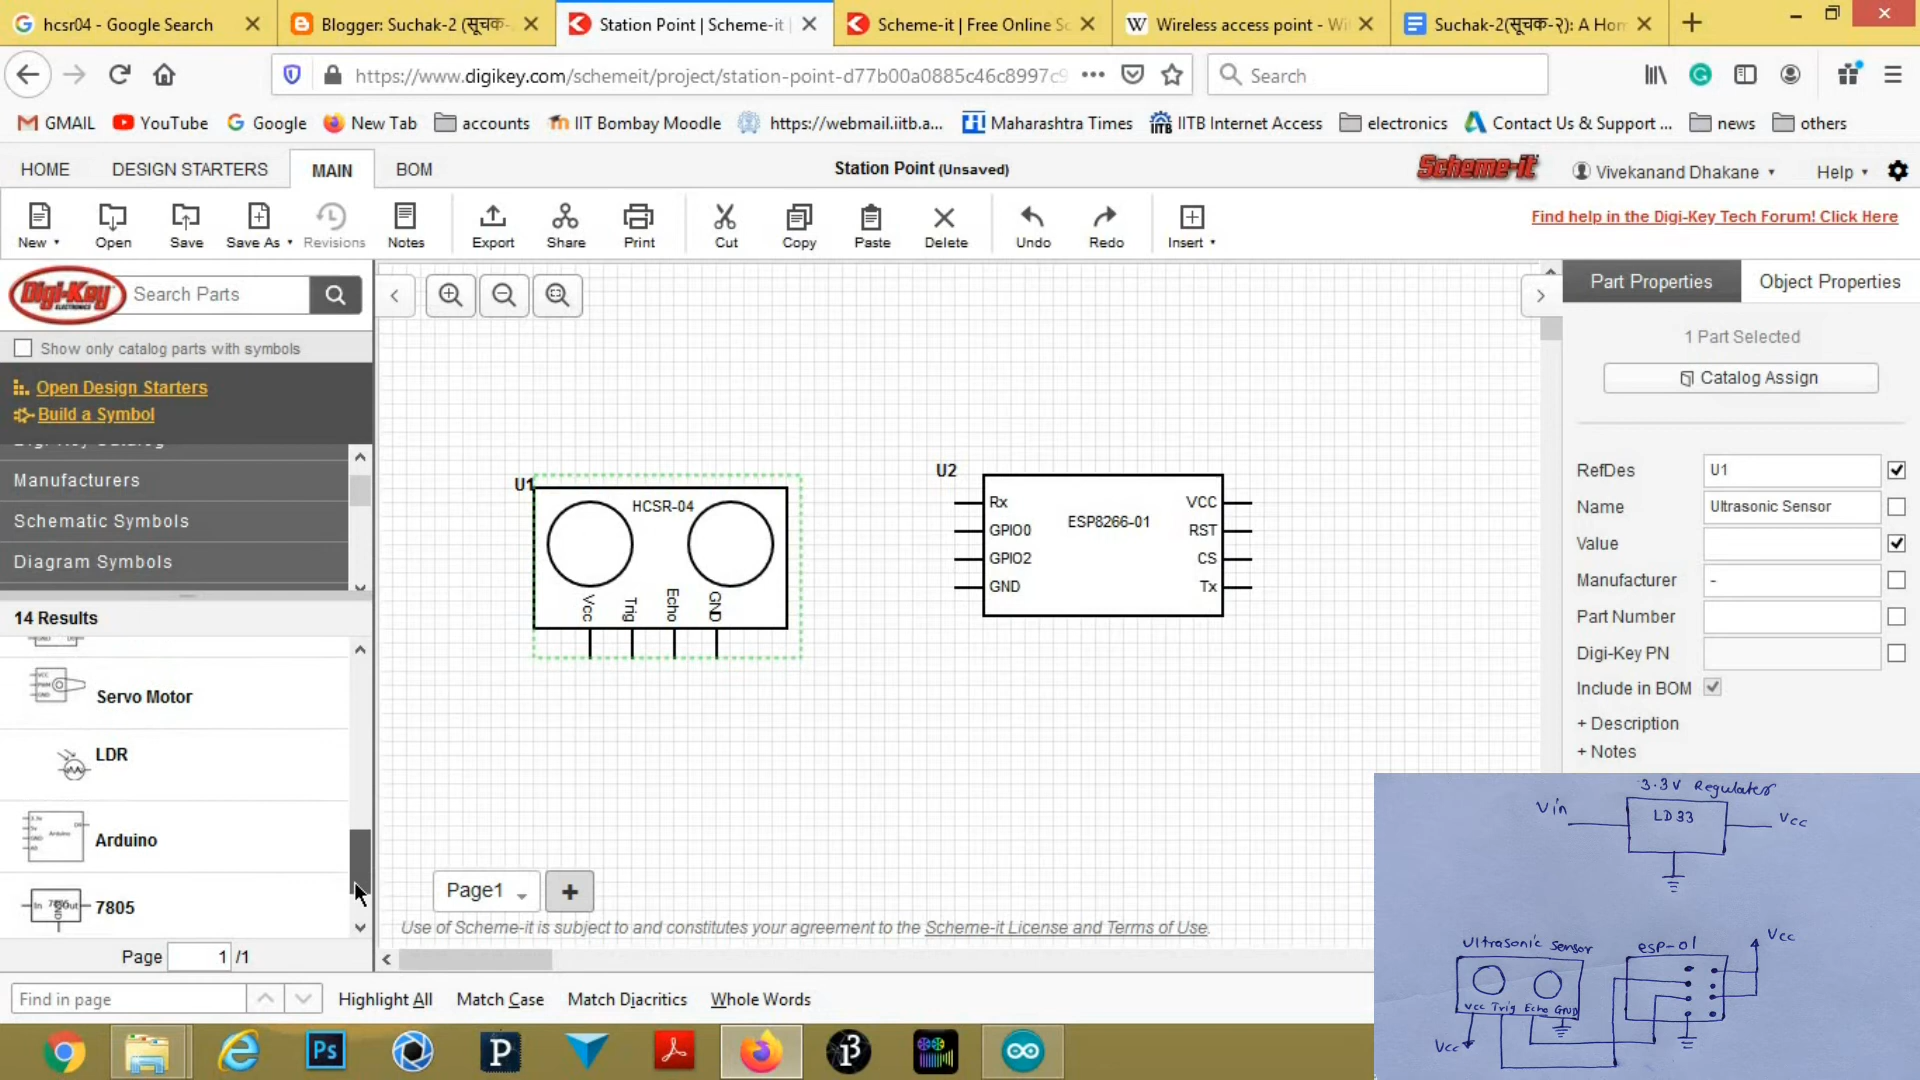 hcsr04 - Google Search
Blogger: Suchak-2 (सूचक-
Station Point | Scheme-it |
Scheme-it | Free Online Sc
Wireless access point - Wi
Suchak-2(सूचक-२): A Hom
https://www.digikey.com/schemeit/project/station-point-d77b00a0885c46c8997c9
Search
GMAIL YouTube Google New Tab accounts IIT Bombay Moodle https://webmail.iitb.a... Maharashtra Times IITB Internet Access electronics Contact Us & Support ... news others
HOME DESIGN STARTERS MAIN BOM
Station Point (Unsaved)
Scheme-it
Vivekanand Dhakane Help
New Open Save Save As Revisions Notes Export Share Print Cut Copy Paste Delete Undo Redo Insert
Find help in the Digi-Key Tech Forum! Click Here
Digi-Key
ELECTRONICS
Search Parts
Show only catalog parts with symbols
Open Design Starters
Build a Symbol
Digi-Key Catalog
Manufacturers
Schematic Symbols
Diagram Symbols
14 Results
Servo Motor
LDR
Arduino
7805
Page 1 /1
U1
HCSR-04
Vcc Trig Echo GND
U2
ESP8266-01
Rx VCC
GPIO0 RST
GPIO2 CS
GND Tx
Page1
Use of Scheme-it is subject to and constitutes your agreement to the Scheme-it License and Terms of Use.
Part Properties Object Properties
1 Part Selected
Catalog Assign
RefDes U1
Name Ultrasonic Sensor
Value
Manufacturer -
Part Number
Digi-Key PN
Include in BOM
+ Description
+ Notes
3.3V Regulater
Vin LD33 Vcc
Ultrasonic Sensor esp-01 Vcc
Vcc Trig Echo GND
Vcc
Find in page Highlight All Match Case Match Diacritics Whole Words
Ps
P
i3